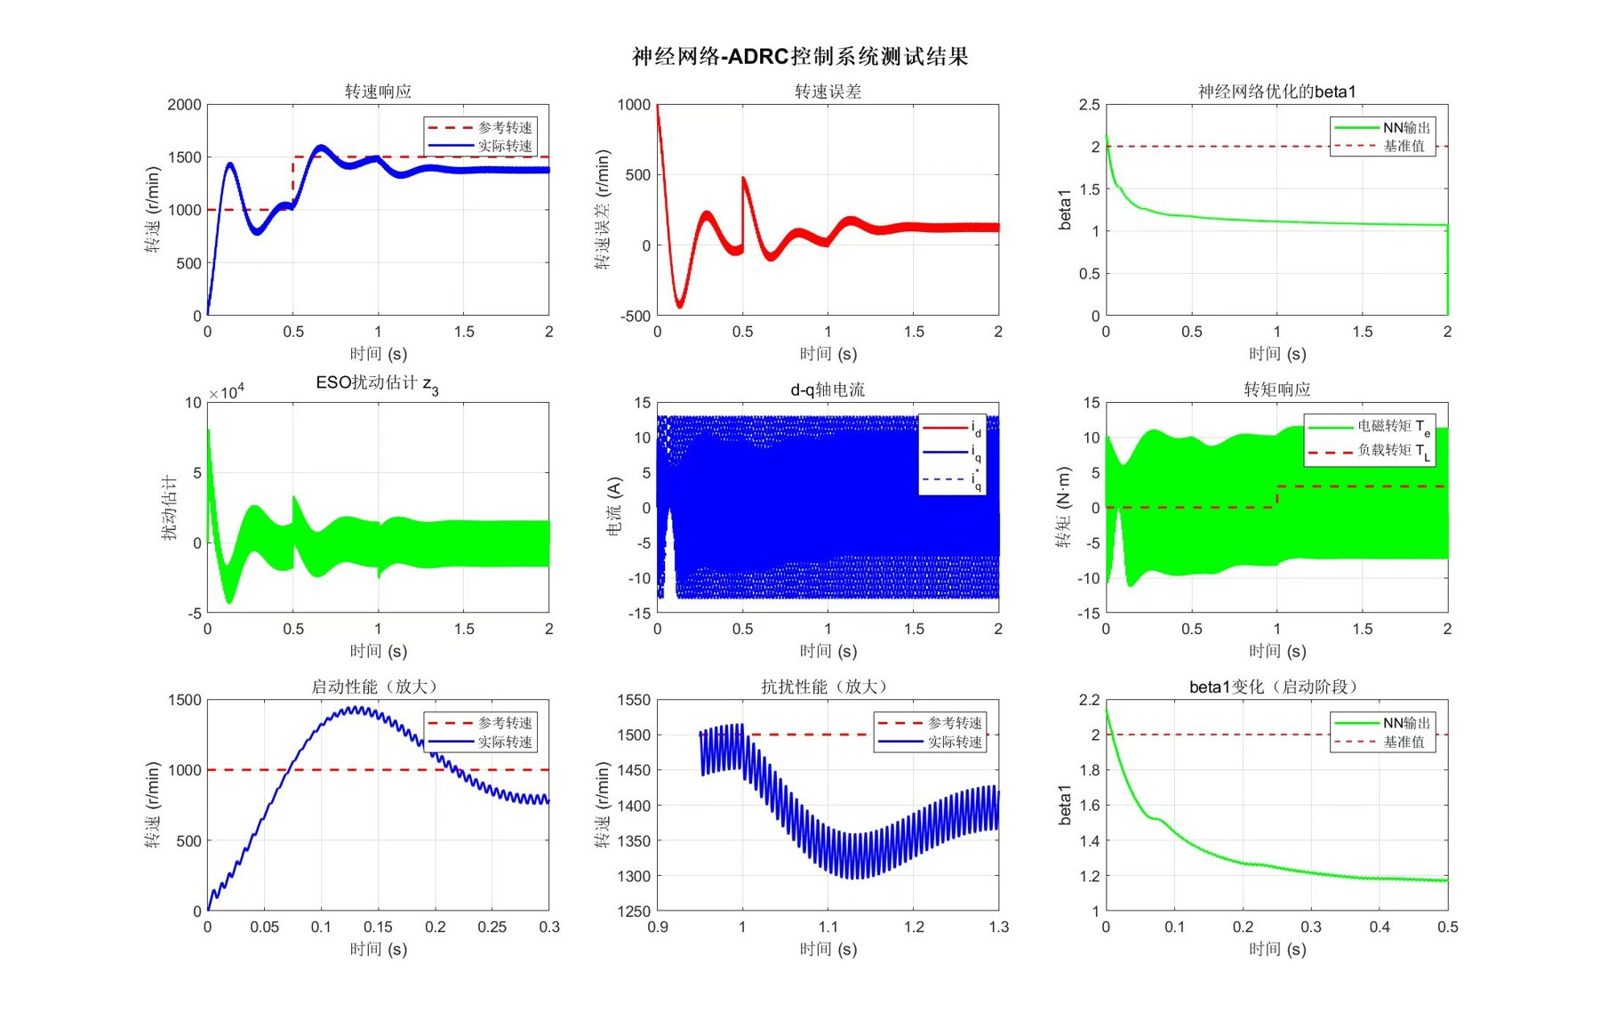 神经网络-ADRC控制系统测试结果
转速响应
2000
1500
1000
500
0
转速 (r/min)
参考转速
实际转速
0 0.5 1 1.5 2
时间 (s)
转速误差
1000
500
0
-500
转速误差 (r/min)
0 0.5 1 1.5 2
时间 (s)
神经网络优化的beta1
2.5
2
1.5
1
0.5
0
beta1
NN输出
基准值
0 0.5 1 1.5 2
时间 (s)
ESO扰动估计 z₃
×10⁴
10
5
0
-5
扰动估计
0 0.5 1 1.5 2
时间 (s)
d-q轴电流
15
10
5
0
-5
-10
-15
电流 (A)
i_d
i_q
i_q^*
0 0.5 1 1.5 2
时间 (s)
转矩响应
15
10
5
0
-5
-10
-15
转矩 (N·m)
电磁转矩 T_e
负载转矩 T_L
0 0.5 1 1.5 2
时间 (s)
启动性能（放大）
1500
1000
500
0
转速 (r/min)
参考转速
实际转速
0 0.05 0.1 0.15 0.2 0.25 0.3
时间 (s)
抗扰性能（放大）
1550
1500
1450
1400
1350
1300
1250
转速 (r/min)
参考转速
实际转速
0.9 1 1.1 1.2 1.3
时间 (s)
beta1变化（启动阶段）
2.2
2
1.8
1.6
1.4
1.2
1
beta1
NN输出
基准值
0 0.1 0.2 0.3 0.4 0.5
时间 (s)